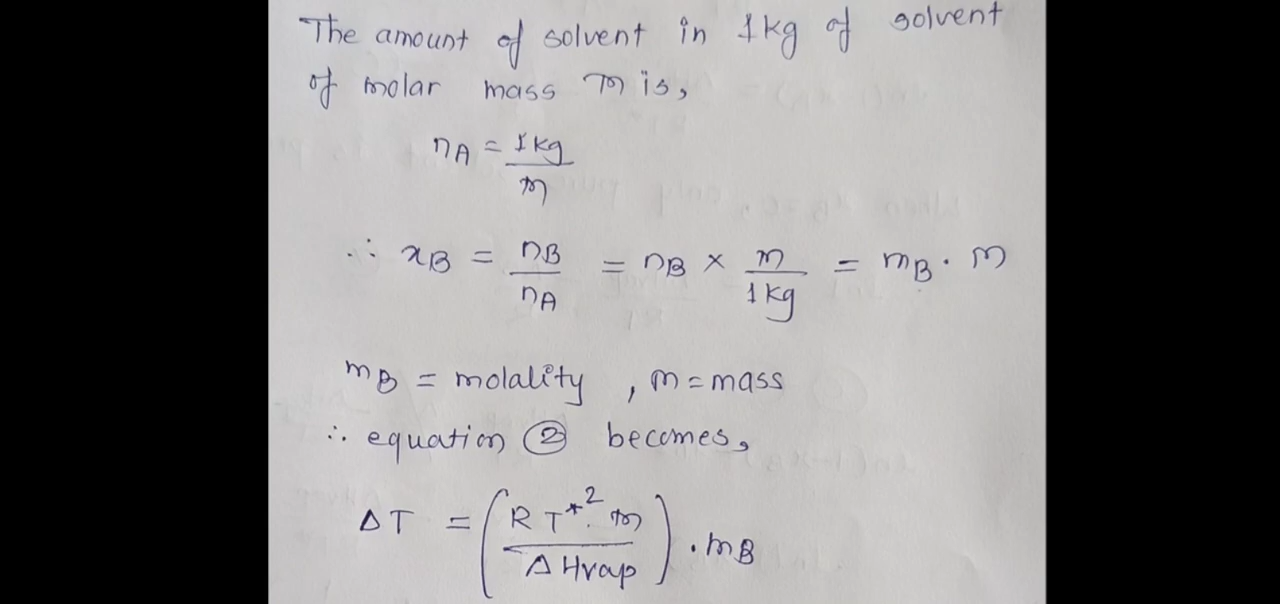 The amount of solvent in 1kg of solvent
of molar mass m is,
nA = 1kg / m
∴ xB = nB / nA = nB × m / 1kg = mB · m
mB = molality , m = mass
∴ equation ② becomes,
ΔT = (R T*² m / ΔHvap) · mB